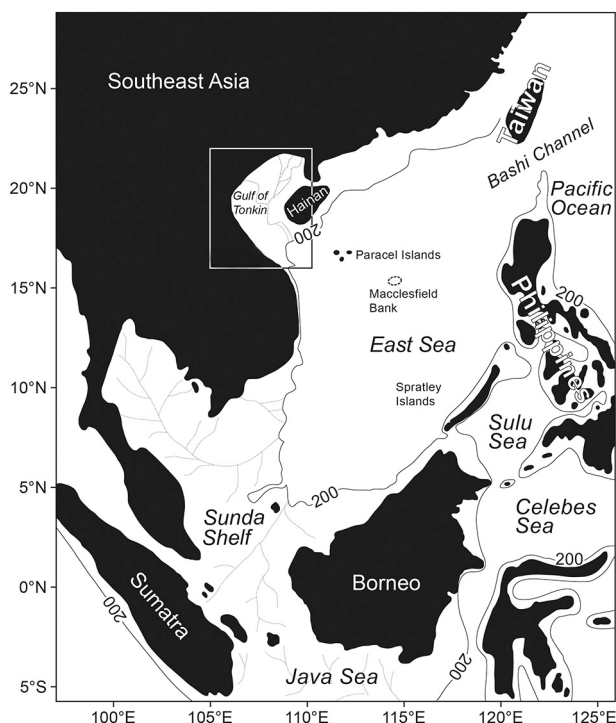 Southeast Asia
Taiwan
25°N
Bashi Channel
Gulf of
Tonkin
Hainan
20°N
Pacific
Ocean
200
Paracel Islands
15°N
Macclesfield
Bank
200
Philippines
East Sea
10°N
Spratley
Islands
Sulu
Sea
5°N
200
Sunda
Shelf
Celebes
Sea
0°N
200
Borneo
Sumatra
200
200
Java Sea
5°S
100°E
105°E
110°E
115°E
120°E
125°E